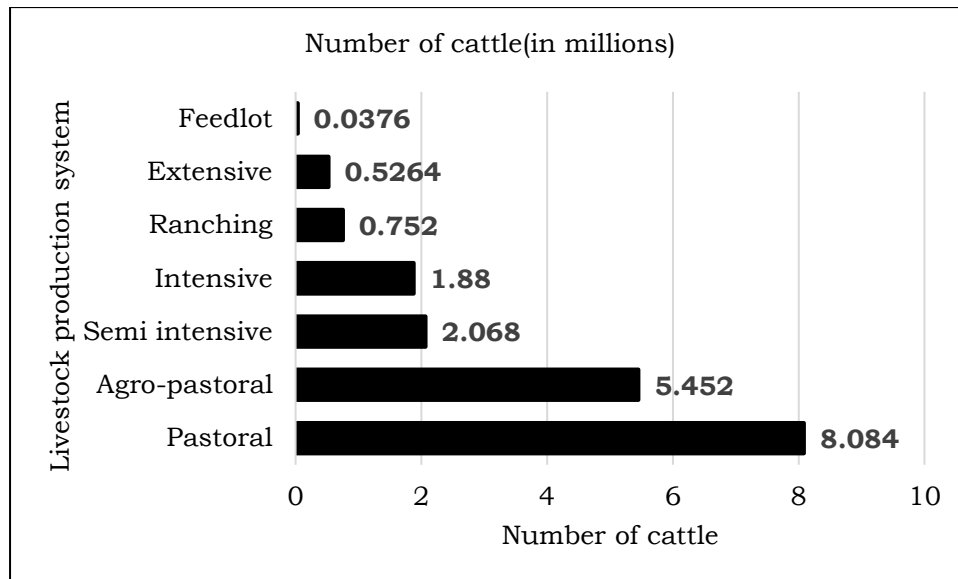 Number of cattle(in millions)
Livestock production system
Feedlot 0.0376
Extensive 0.5264
Ranching 0.752
Intensive 1.88
Semi intensive 2.068
Agro-pastoral 5.452
Pastoral 8.084
0 2 4 6 8 10
Number of cattle